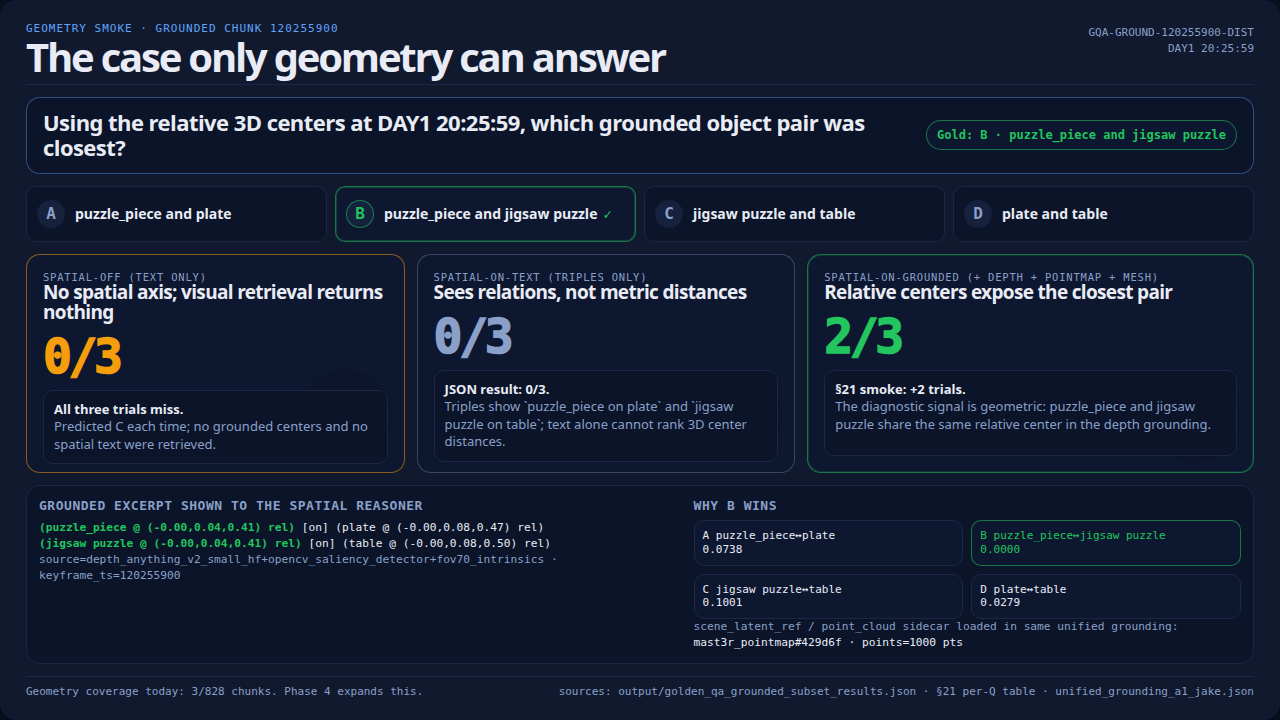 GEOMETRY SMOKE · GROUNDED CHUNK 120255900
The case only geometry can answer
GQA-GROUND-120255900-DIST
DAY1 20:25:59
Using the relative 3D centers at DAY1 20:25:59, which grounded object pair was
closest?
Gold: B · puzzle_piece and jigsaw puzzle
A puzzle_piece and plate
B puzzle_piece and jigsaw puzzle ✓
C jigsaw puzzle and table
D plate and table
SPATIAL-OFF (TEXT ONLY)
No spatial axis; visual retrieval returns
nothing
0/3
All three trials miss.
Predicted C each time; no grounded centers and no
spatial text were retrieved.
SPATIAL-ON-TEXT (TRIPLES ONLY)
Sees relations, not metric distances
0/3
JSON result: 0/3.
Triples show `puzzle_piece on plate` and `jigsaw
puzzle on table`; text alone cannot rank 3D center
distances.
SPATIAL-ON-GROUNDED (+ DEPTH + POINTMAP + MESH)
Relative centers expose the closest pair
2/3
§21 smoke: +2 trials.
The diagnostic signal is geometric: puzzle_piece and jigsaw
puzzle share the same relative center in the depth grounding.
GROUNDED EXCERPT SHOWN TO THE SPATIAL REASONER
(puzzle_piece @ (-0.00,0.04,0.41) rel) [on] (plate @ (-0.00,0.08,0.47) rel)
(jigsaw puzzle @ (-0.00,0.04,0.41) rel) [on] (table @ (-0.00,0.08,0.50) rel)
source=depth_anything_v2_small_hf+opencv_saliency_detector+fov70_intrinsics ·
keyframe_ts=120255900
WHY B WINS
A puzzle_piece↔plate
0.0738
B puzzle_piece↔jigsaw puzzle
0.0000
C jigsaw puzzle↔table
0.1001
D plate↔table
0.0279
scene_latent_ref / point_cloud sidecar loaded in same unified grounding:
mast3r_pointmap#429d6f · points=1000 pts
Geometry coverage today: 3/828 chunks. Phase 4 expands this.
sources: output/golden_qa_grounded_subset_results.json · §21 per-Q table · unified_grounding_a1_jake.json